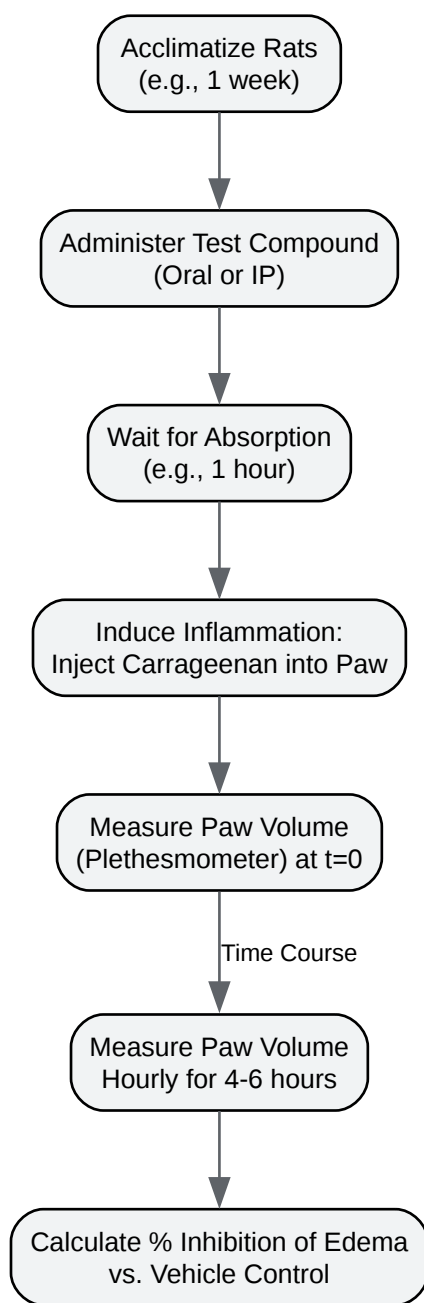 Acclimatize Rats
(e.g., 1 week)
Administer Test Compound
(Oral or IP)
Wait for Absorption
(e.g., 1 hour)
Induce Inflammation:
Inject Carrageenan into Paw
Measure Paw Volume
(Plethesmometer) at t=0
Time Course
Measure Paw Volume
Hourly for 4-6 hours
Calculate % Inhibition of Edema
vs. Vehicle Control